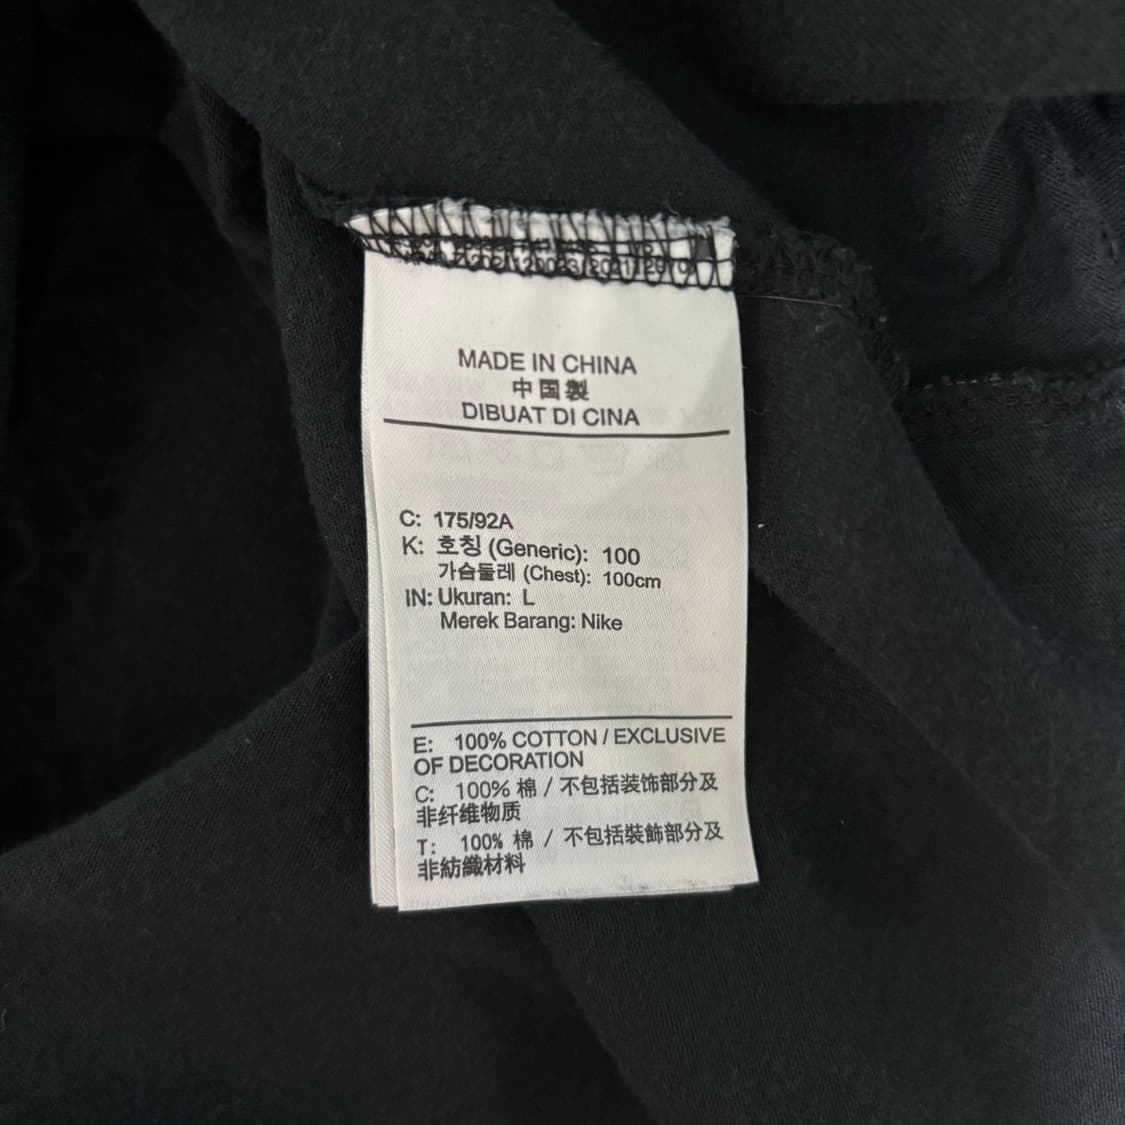 MADE IN CHINA
中国製
DIBUAT DI CINA
C: 175/92A
K: 호칭 (Generic): 100
가슴둘레 (Chest): 100cm
IN: Ukuran: L
Merek Barang: Nike
E: 100% COTTON / EXCLUSIVE
OF DECORATION
C: 100% 棉 / 不包括装饰部分及
非纤维物质
T: 100% 棉 / 不包括裝飾部分及
非紡織材料